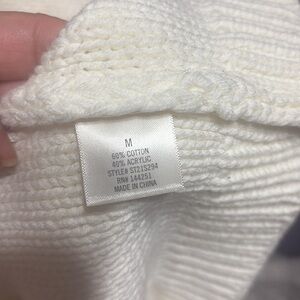 M
60% COTTON
40% ACRYLIC
STYLE# ST21S294
RN# 144251
MADE IN CHINA